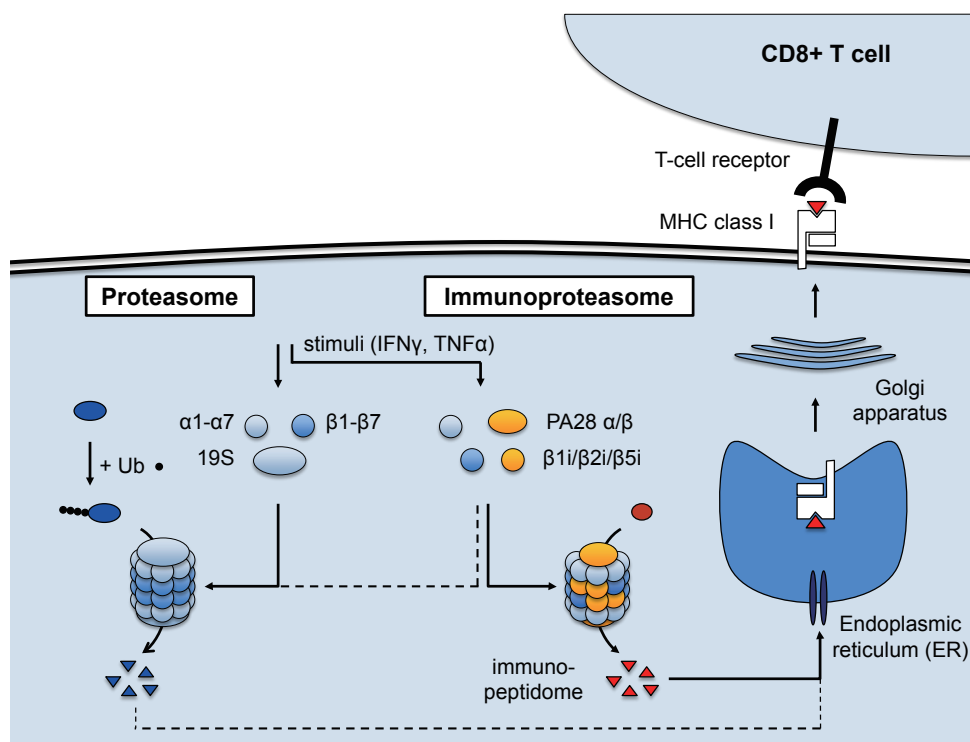 CD8+ T cell
T-cell receptor
MHC class I
Proteasome
Immunoproteasome
stimuli (IFNγ, TNFα)
α1-α7
β1-β7
PA28 α/β
Golgi
apparatus
19S
β1i/β2i/β5i
+ Ub
Endoplasmic
reticulum (ER)
immuno-
peptidome